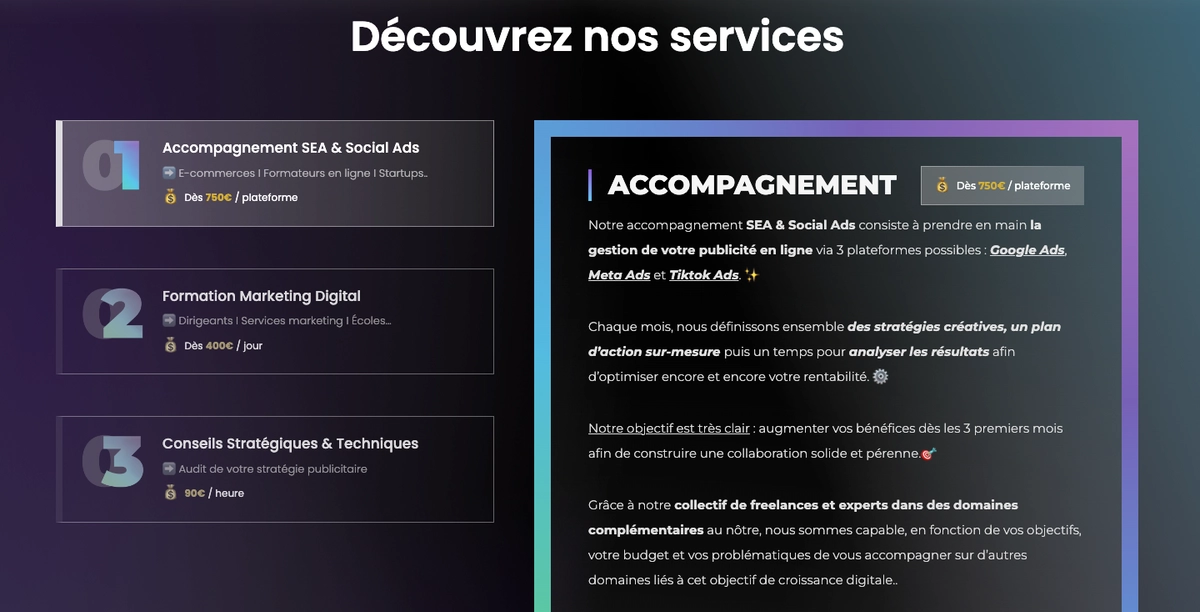 Découvrez nos services
01
Accompagnement SEA & Social Ads
➡️ E-commerces I Formateurs en ligne I Startups..
💰 Dès 750€ / plateforme
02
Formation Marketing Digital
➡️ Dirigeants I Services marketing I Écoles...
💰 Dès 400€ / jour
03
Conseils Stratégiques & Techniques
➡️ Audit de votre stratégie publicitaire
💰 90€ / heure
ACCOMPAGNEMENT
💰 Dès 750€ / plateforme
Notre accompagnement SEA & Social Ads consiste à prendre en main la
gestion de votre publicité en ligne via 3 plateformes possibles : Google Ads,
Meta Ads et Tiktok Ads. ✨
Chaque mois, nous définissons ensemble des stratégies créatives, un plan
d'action sur-mesure puis un temps pour analyser les résultats afin
d'optimiser encore et encore votre rentabilité. ⚙️
Notre objectif est très clair : augmenter vos bénéfices dès les 3 premiers mois
afin de construire une collaboration solide et pérenne.🎯
Grâce à notre collectif de freelances et experts dans des domaines
complémentaires au nôtre, nous sommes capable, en fonction de vos objectifs,
votre budget et vos problématiques de vous accompagner sur d'autres
domaines liés à cet objectif de croissance digitale..